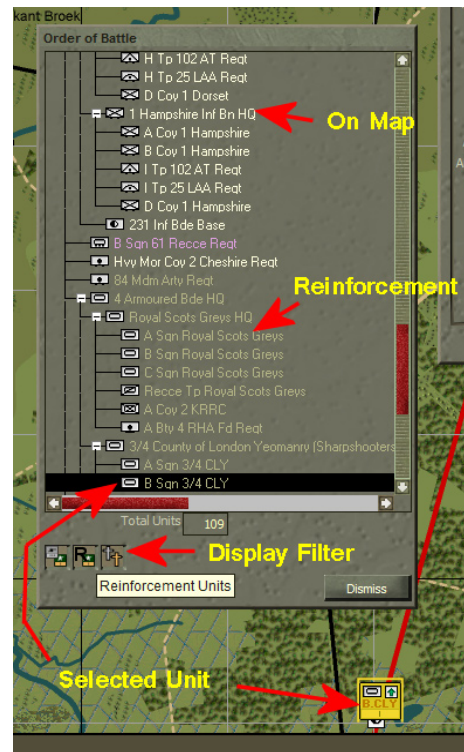 kant Broek
Order of Battle
H Tp 102 AT Regt
H Tp 25 LAA Regt
D Coy 1 Dorset
1 Hampshire Inf Bn HQ
On Map
A Coy 1 Hampshire
B Coy 1 Hampshire
I Tp 102 AT Regt
I Tp 25 LAA Regt
D Coy 1 Hampshire
231 Inf Bde Base
B Sqn 61 Recce Regt
Hvy Mor Coy 2 Cheshire Regt
84 Mdm Arty Regt
Reinforcement
4 Armoured Bde HQ
Royal Scots Greys HQ
A Sqn Royal Scots Greys
B Sqn Royal Scots Greys
C Sqn Royal Scots Greys
Recce Tp Royal Scots Greys
A Coy 2 KRRC
A Bty 4 RHA Fd Regt
3/4 County of London Yeomanry (Sharpshooters
A Sqn 3/4 CLY
B Sqn 3/4 CLY
Total Units 109
R
Display Filter
Reinforcement Units
Dismiss
Selected Unit
B.CLY
I
A